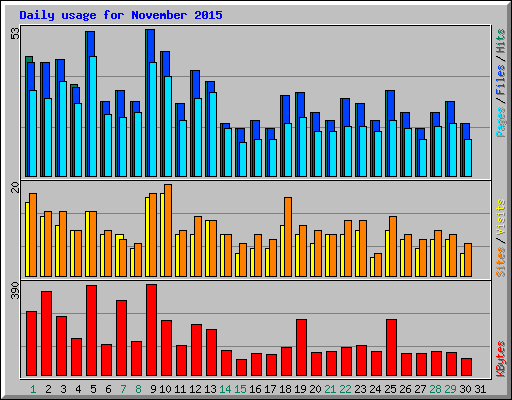 Daily usage for November 2015
53
Pages / Files / Hits
20
Sites / Visits
390
KBytes
1 2 3 4 5 6 7 8 9 10 11 12 13 14 15 16 17 18 19 20 21 22 23 24 25 26 27 28 29 30 31